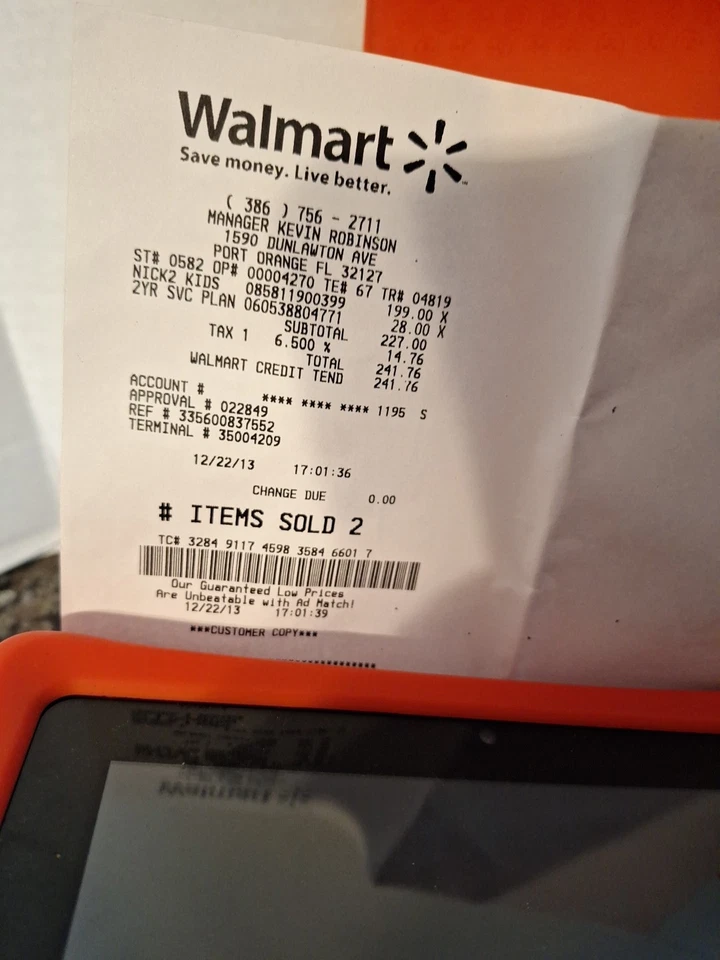 Walmart
Save money. Live better.
( 386 ) 756 - 2711
MANAGER KEVIN ROBINSON
1590 DUNLAWTON AVE
PORT ORANGE FL 32127
ST# 0582 OP# 00004270 TE# 67 TR# 04819
NICK2 KIDS 085811900399 199.00 X
2YR SVC PLAN 060538804771 28.00 X
SUBTOTAL 227.00
TAX 1 6.500 % 14.76
TOTAL 241.76
WALMART CREDIT TEND 241.76
ACCOUNT # **** **** **** 1195 S
APPROVAL # 022849
REF # 335600837552
TERMINAL # 35004209
12/22/13 17:01:36
CHANGE DUE 0.00
# ITEMS SOLD 2
TC# 3284 9117 4598 3584 6601 7
Our Guaranteed Low Prices
Are Unbeatable with Ad Match!
12/22/13 17:01:39
***CUSTOMER COPY***